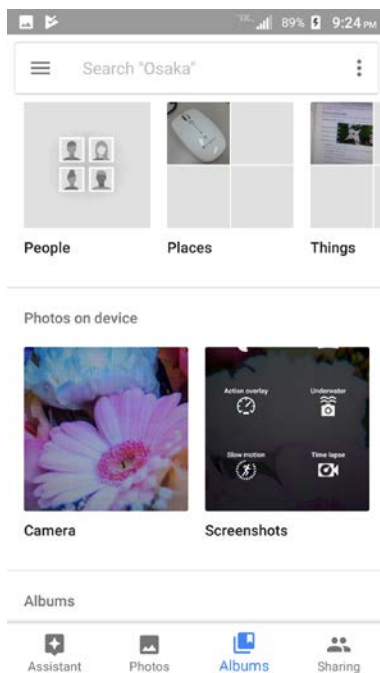 89% 9:24 PM
Search "Osaka"
People Places Things
Photos on device
Action overlay Underwater
Slow motion Time lapse
Camera Screenshots
Albums
Assistant Photos Albums Sharing